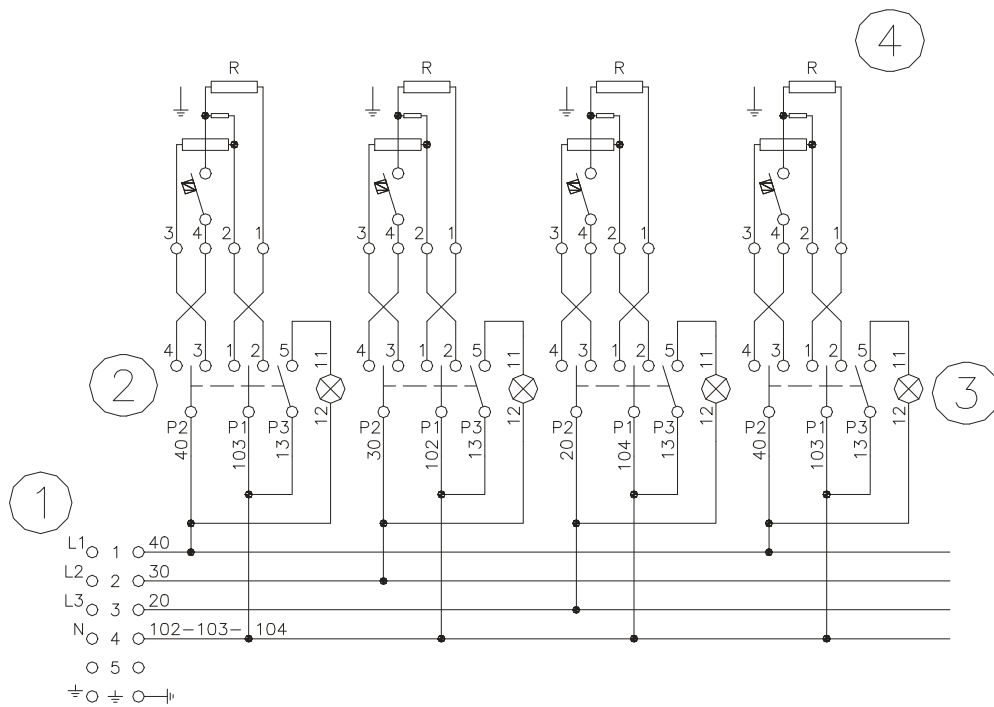 4
R R R R
3 4 2 1 3 4 2 1 3 4 2 1 3 4 2 1
4 3 1 2 5 11 4 3 1 2 5 11 4 3 1 2 5 11 4 3 1 2 5 11
2 3
12 12 12 12
P2 P1 P3 P2 P1 P3 P2 P1 P3 P2 P1 P3
40 103 13 30 102 13 20 104 13 40 103 13
1
L1 1 40
L2 2 30
L3 3 20
N 4 102-103-104
5